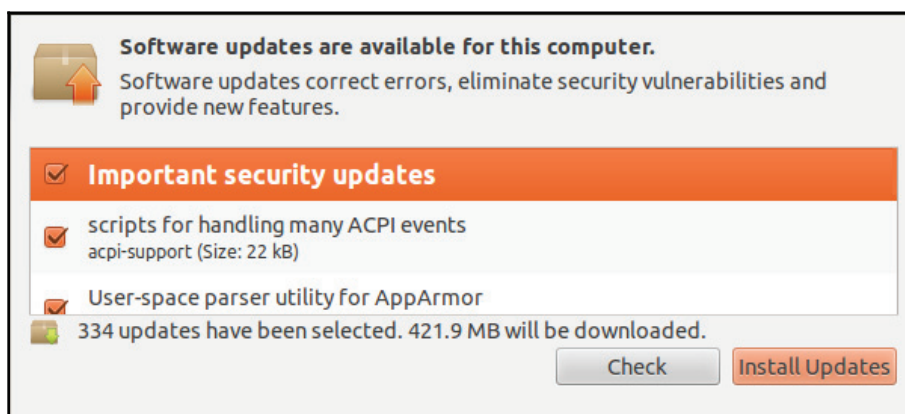 Software updates are available for this computer.
Software updates correct errors, eliminate security vulnerabilities and
provide new features.
Important security updates
scripts for handling many ACPI events
acpi-support (Size: 22 kB)
User-space parser utility for AppArmor
334 updates have been selected. 421.9 MB will be downloaded.
Check Install Updates